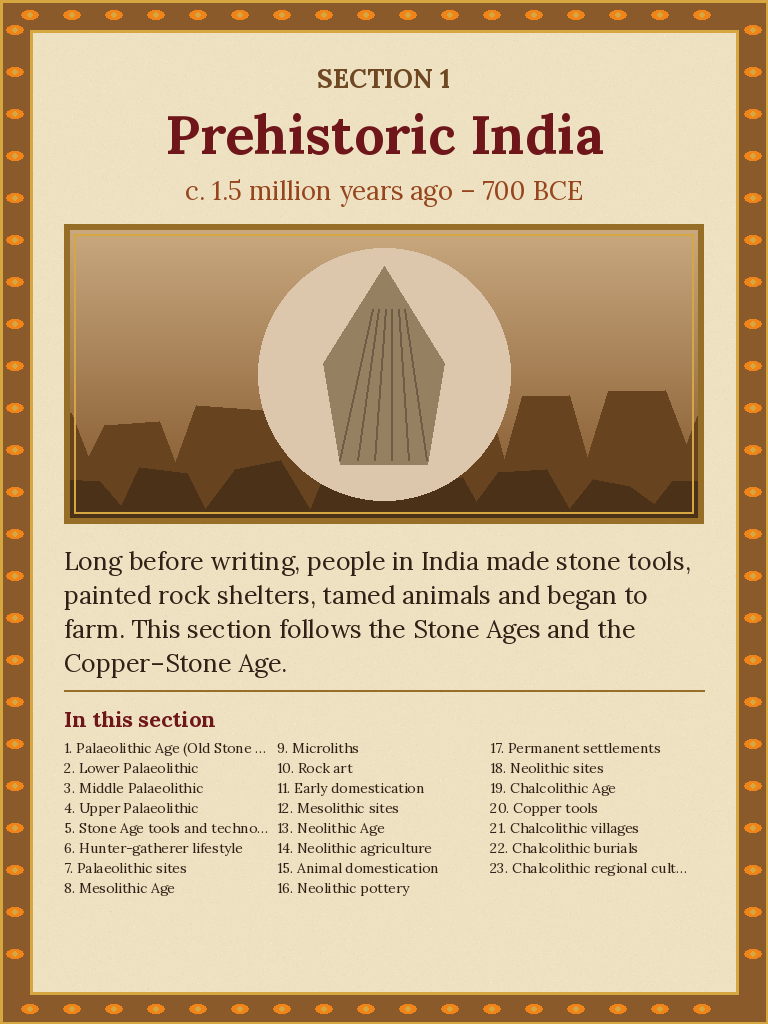 SECTION 1
Prehistoric India
c. 1.5 million years ago – 700 BCE
Long before writing, people in India made stone tools,
painted rock shelters, tamed animals and began to
farm. This section follows the Stone Ages and the
Copper–Stone Age.
In this section
1. Palaeolithic Age (Old Stone …
2. Lower Palaeolithic
3. Middle Palaeolithic
4. Upper Palaeolithic
5. Stone Age tools and techno…
6. Hunter-gatherer lifestyle
7. Palaeolithic sites
8. Mesolithic Age
9. Microliths
10. Rock art
11. Early domestication
12. Mesolithic sites
13. Neolithic Age
14. Neolithic agriculture
15. Animal domestication
16. Neolithic pottery
17. Permanent settlements
18. Neolithic sites
19. Chalcolithic Age
20. Copper tools
21. Chalcolithic villages
22. Chalcolithic burials
23. Chalcolithic regional cult…